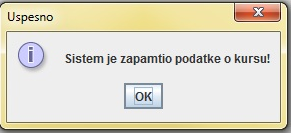 Uspesno
Sistem je zapamtio podatke o kursu!
OK